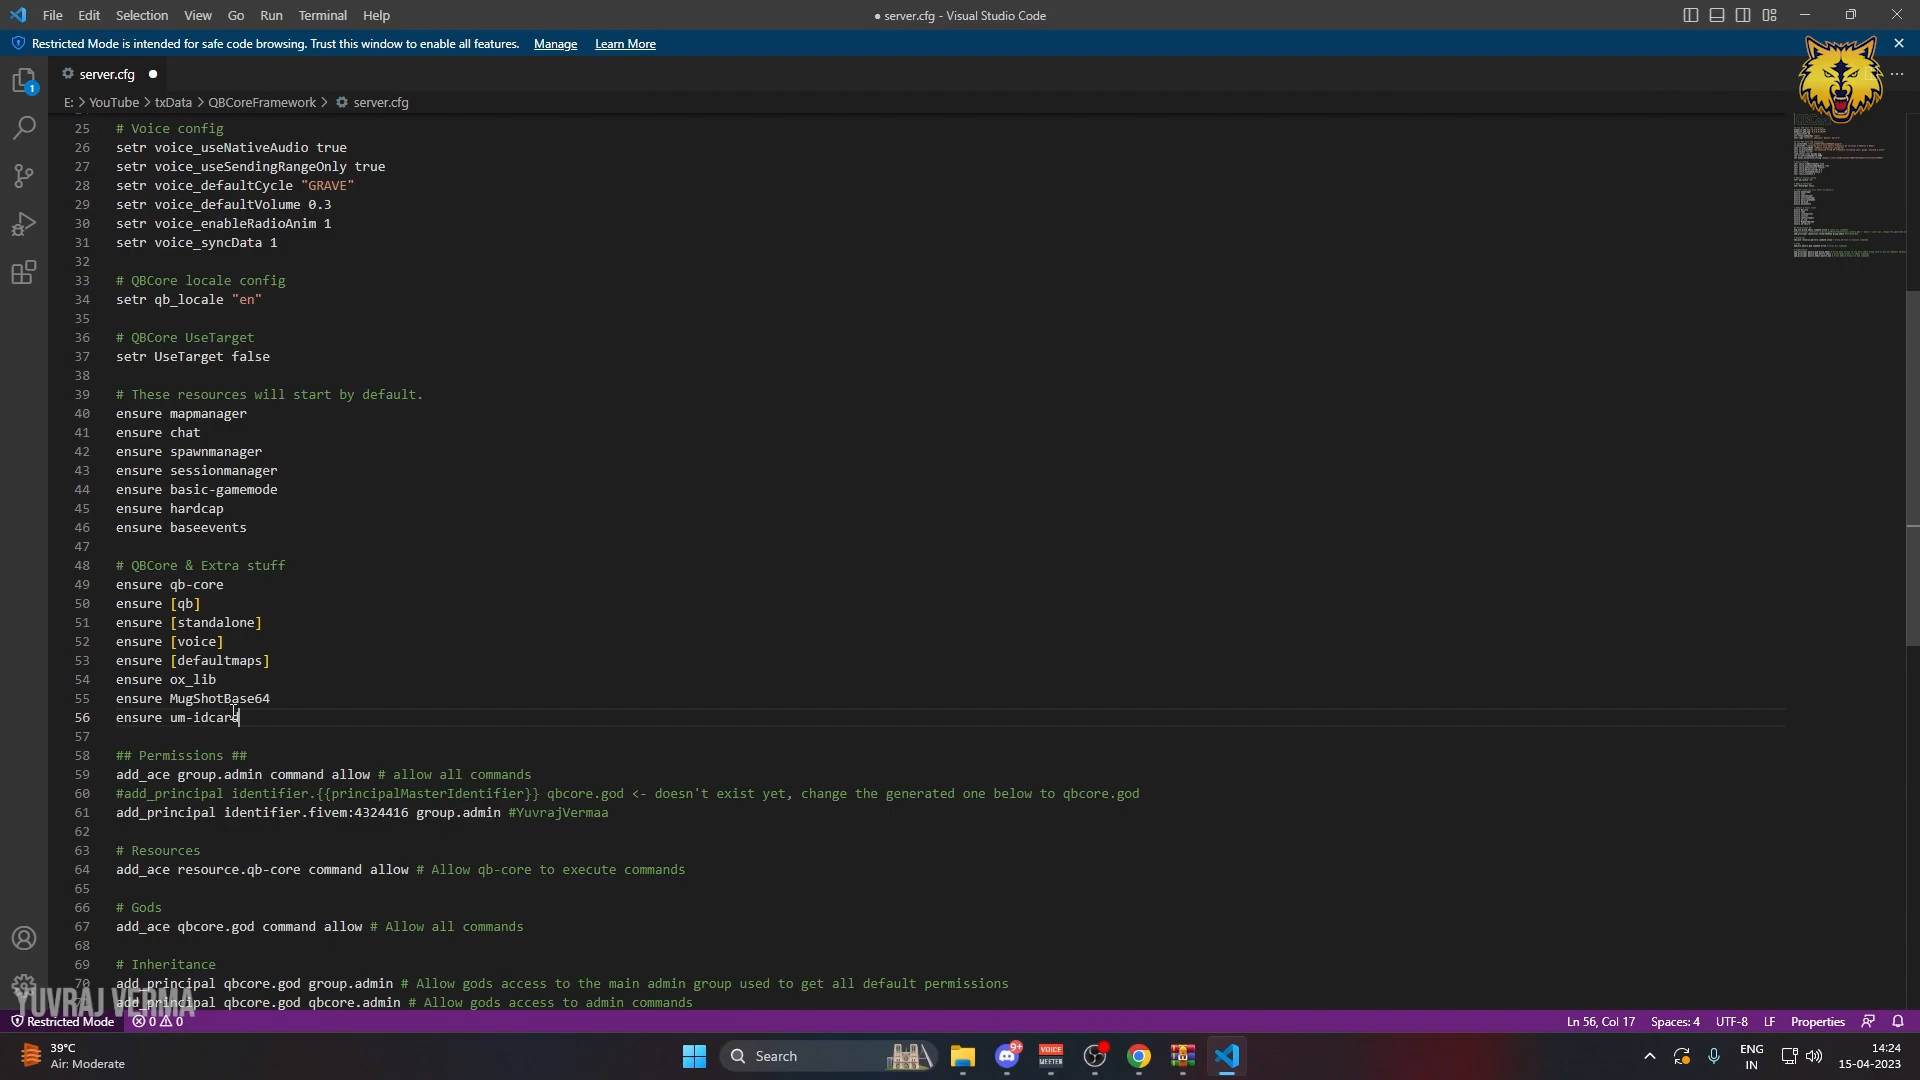 File Edit Selection View Go Run Terminal Help
● server.cfg - Visual Studio Code
Restricted Mode is intended for safe code browsing. Trust this window to enable all features. Manage Learn More
server.cfg
E: > YouTube > txData > QBCoreFramework > server.cfg
25 # Voice config
26 setr voice_useNativeAudio true
27 setr voice_useSendingRangeOnly true
28 setr voice_defaultCycle "GRAVE"
29 setr voice_defaultVolume 0.3
30 setr voice_enableRadioAnim 1
31 setr voice_syncData 1
32
33 # QBCore locale config
34 setr qb_locale "en"
35
36 # QBCore UseTarget
37 setr UseTarget false
38
39 # These resources will start by default.
40 ensure mapmanager
41 ensure chat
42 ensure spawnmanager
43 ensure sessionmanager
44 ensure basic-gamemode
45 ensure hardcap
46 ensure baseevents
47
48 # QBCore & Extra stuff
49 ensure qb-core
50 ensure [qb]
51 ensure [standalone]
52 ensure [voice]
53 ensure [defaultmaps]
54 ensure ox_lib
55 ensure MugShotBase64
56 ensure um-idcard
57
58 ## Permissions ##
59 add_ace group.admin command allow # allow all commands
60 #add_principal identifier.{{principalMasterIdentifier}} qbcore.god <- doesn't exist yet, change the generated one below to qbcore.god
61 add_principal identifier.fivem:4324416 group.admin #YuvrajVermaa
62
63 # Resources
64 add_ace resource.qb-core command allow # Allow qb-core to execute commands
65
66 # Gods
67 add_ace qbcore.god command allow # Allow all commands
68
69 # Inheritance
70 add_principal qbcore.god group.admin # Allow gods access to the main admin group used to get all default permissions
71 add_principal qbcore.god qbcore.admin # Allow gods access to admin commands
YUVRAJ VERMA
Restricted Mode 0 0
Ln 56, Col 17 Spaces: 4 UTF-8 LF Properties
39°C
Air: Moderate
Search
9+
VOICE
MEETER
ENG
IN
14:24
15-04-2023
1